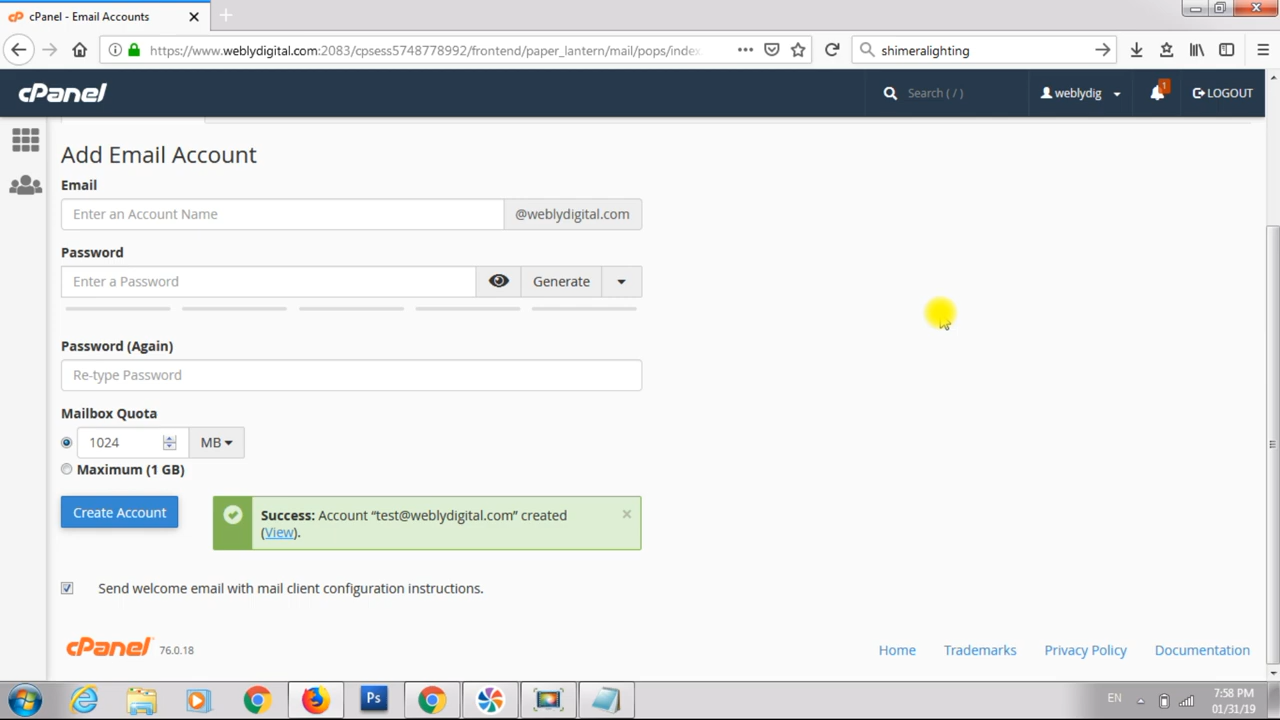 cPanel - Email Accounts
https://www.weblydigital.com:2083/cpsess5748778992/frontend/paper_lantern/mail/pops/index
shimeralighting
cPanel
Search ( / )
weblydig
1
LOGOUT
Add Email Account
Email
Enter an Account Name
@weblydigital.com
Password
Enter a Password
Generate
Password (Again)
Re-type Password
Mailbox Quota
1024
MB
Maximum (1 GB)
Create Account
Success: Account “test@weblydigital.com” created
(View).
Send welcome email with mail client configuration instructions.
cPanel
76.0.18
Home
Trademarks
Privacy Policy
Documentation
Ps
EN
7:58 PM
01/31/19